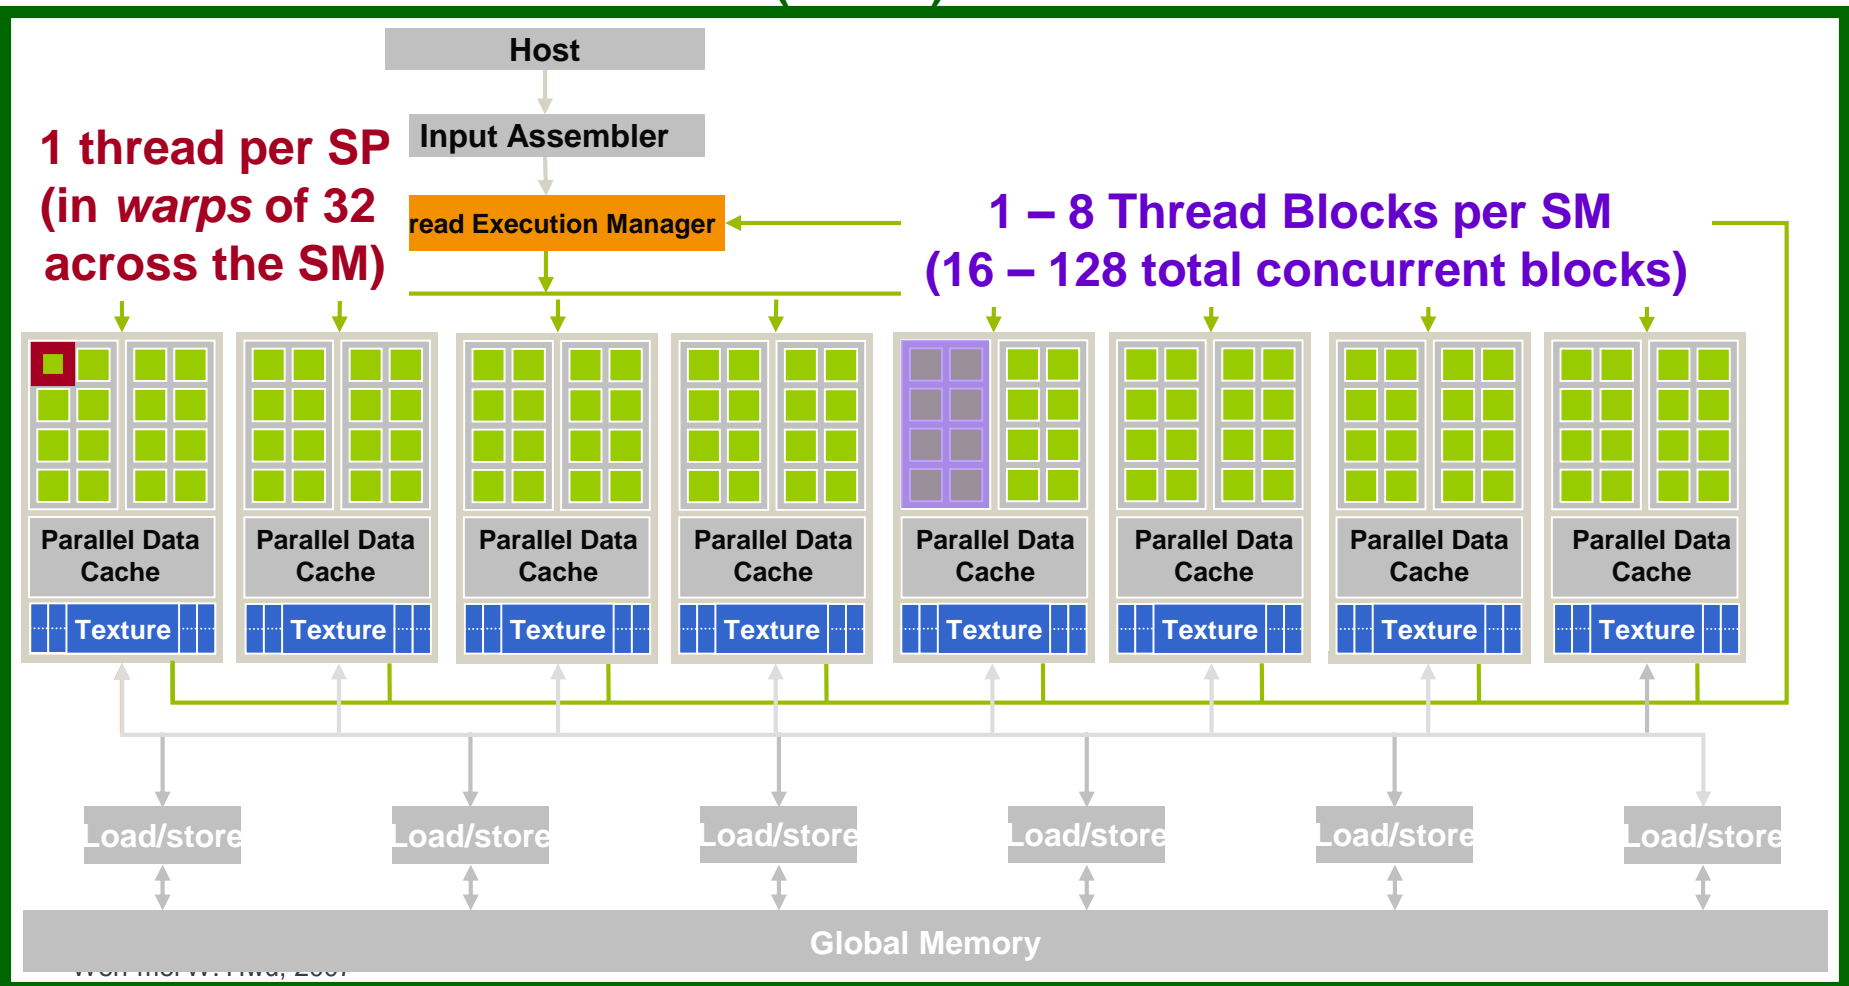 Host
Input Assembler
1 thread per SP
(in warps of 32
across the SM)
read Execution Manager
1 – 8 Thread Blocks per SM
(16 – 128 total concurrent blocks)
Parallel Data
Cache
Parallel Data
Cache
Parallel Data
Cache
Parallel Data
Cache
Parallel Data
Cache
Parallel Data
Cache
Parallel Data
Cache
Parallel Data
Cache
Texture
Texture
Texture
Texture
Texture
Texture
Texture
Texture
Load/store
Load/store
Load/store
Load/store
Load/store
Load/store
Global Memory